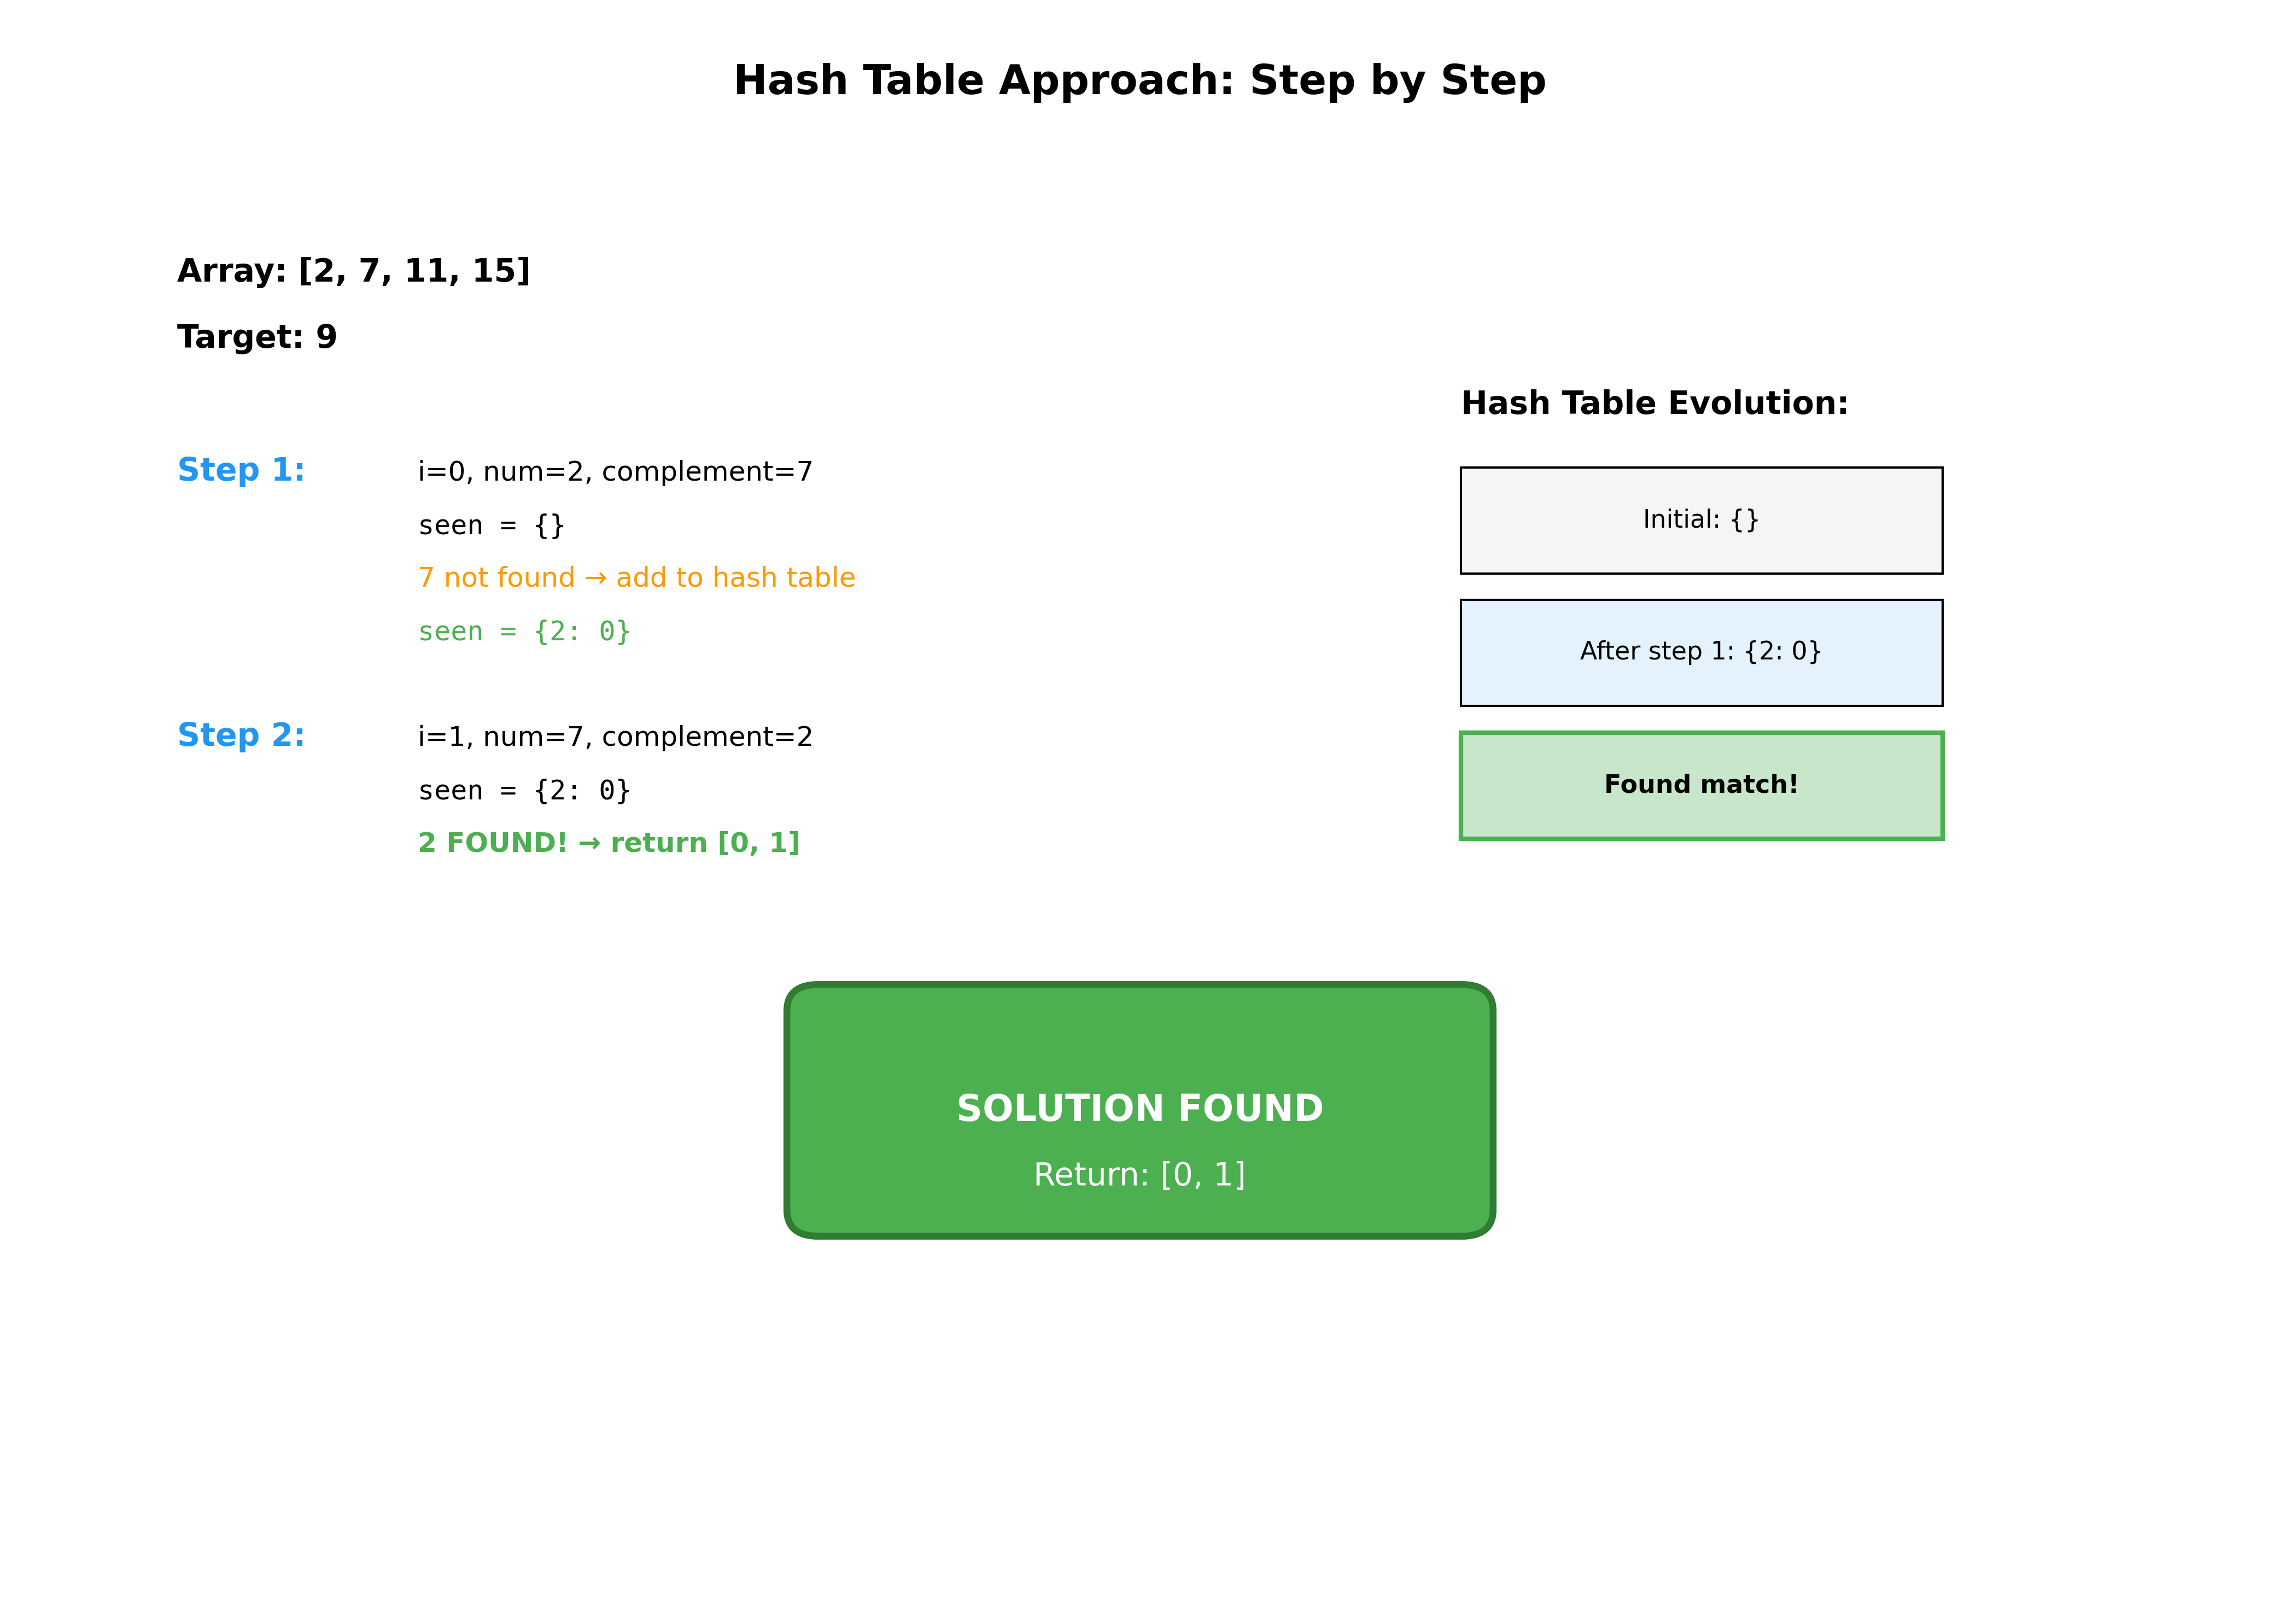 Hash Table Approach: Step by Step
Array: [2, 7, 11, 15]
Target: 9
Step 1:
i=0, num=2, complement=7
seen = {}
7 not found → add to hash table
seen = {2: 0}
Step 2:
i=1, num=7, complement=2
seen = {2: 0}
2 FOUND! → return [0, 1]
Hash Table Evolution:
Initial: {}
After step 1: {2: 0}
Found match!
SOLUTION FOUND
Return: [0, 1]